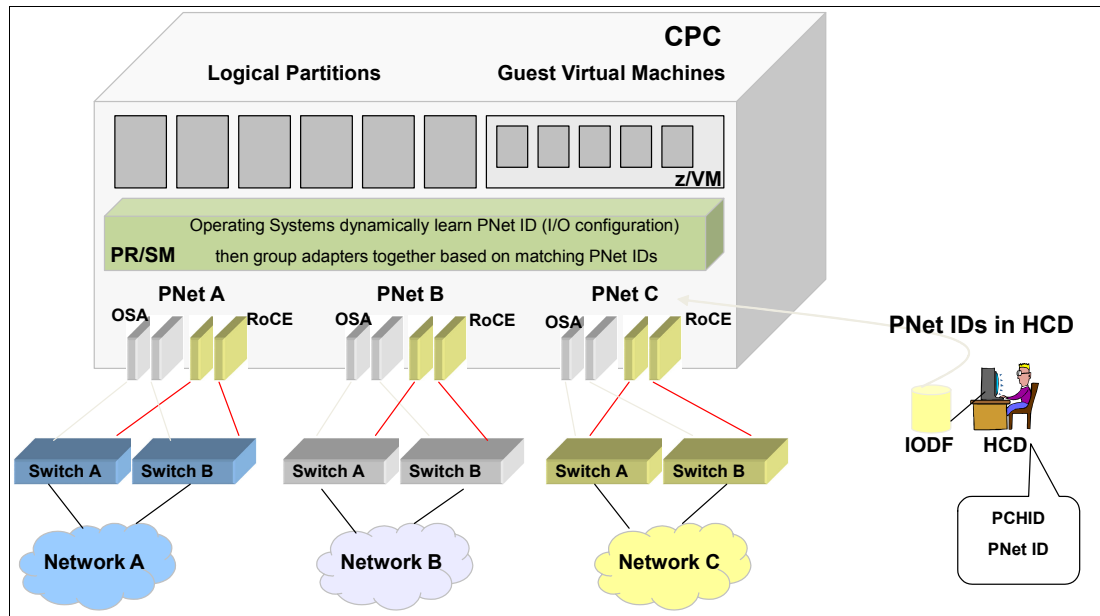 CPC
Logical Partitions
Guest Virtual Machines
z/VM
Operating Systems dynamically learn PNet ID (I/O configuration)
PR/SM
then group adapters together based on matching PNet IDs
PNet A
PNet B
PNet C
OSA
RoCE
OSA
RoCE
OSA
RoCE
PNet IDs in HCD
IODF
HCD
Switch A
Switch B
Switch A
Switch B
Switch A
Switch B
PCHID
PNet ID
Network A
Network B
Network C